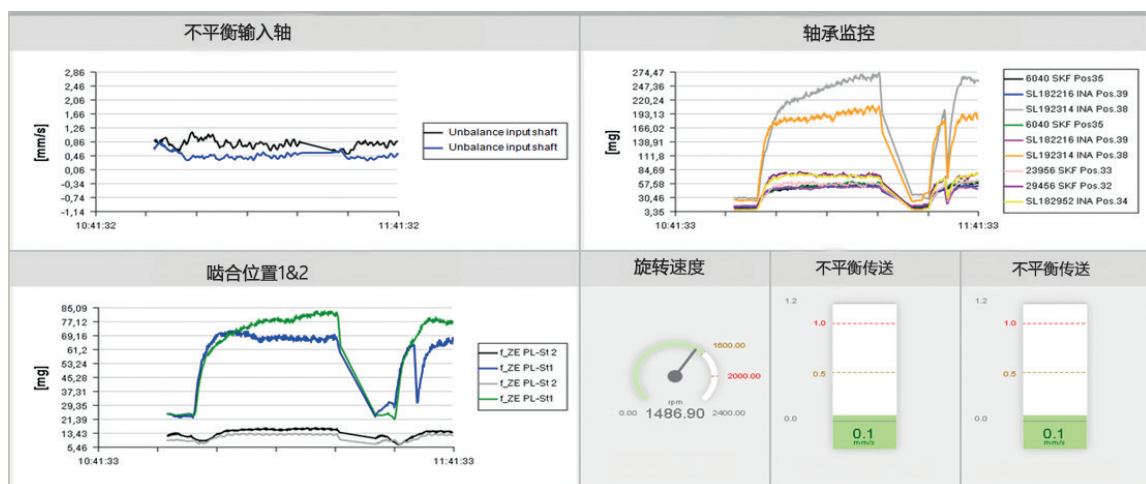 不平衡输入轴
2,86
2,46
2,06
1,66
1,26
0,86
0,46
0,06
-0,34
-0,74
-1,14
[mm/s]
10:41:32
11:41:32
Unbalance input shaft
Unbalance input shaft
轴承监控
274,47
247,36
220,24
193,13
166,02
138,91
111,8
84,69
57,58
30,46
3,35
[mg]
10:41:33
11:41:33
6040 SKF Pos35
SL182216 INA Pos.39
SL192314 INA Pos.38
6040 SKF Pos35
SL182216 INA Pos.39
SL192314 INA Pos.38
23956 SKF Pos.33
29456 SKF Pos.32
SL182952 INA Pos.34
啮合位置1&2
85,09
77,12
69,16
61,2
53,24
45,28
37,31
29,35
21,39
13,43
5,46
[mg]
10:41:33
11:41:33
f_ZE PL-St 2
f_ZE PL-St1
f_ZE PL-St 2
f_ZE PL-St1
旋转速度
1600.00
2000.00
rpm
0.00
1486.90
2400.00
不平衡传送
1.2
1.0
0.5
0.0
0.1
mm/s
不平衡传送
1.2
1.0
0.5
0.0
0.1
mm/s